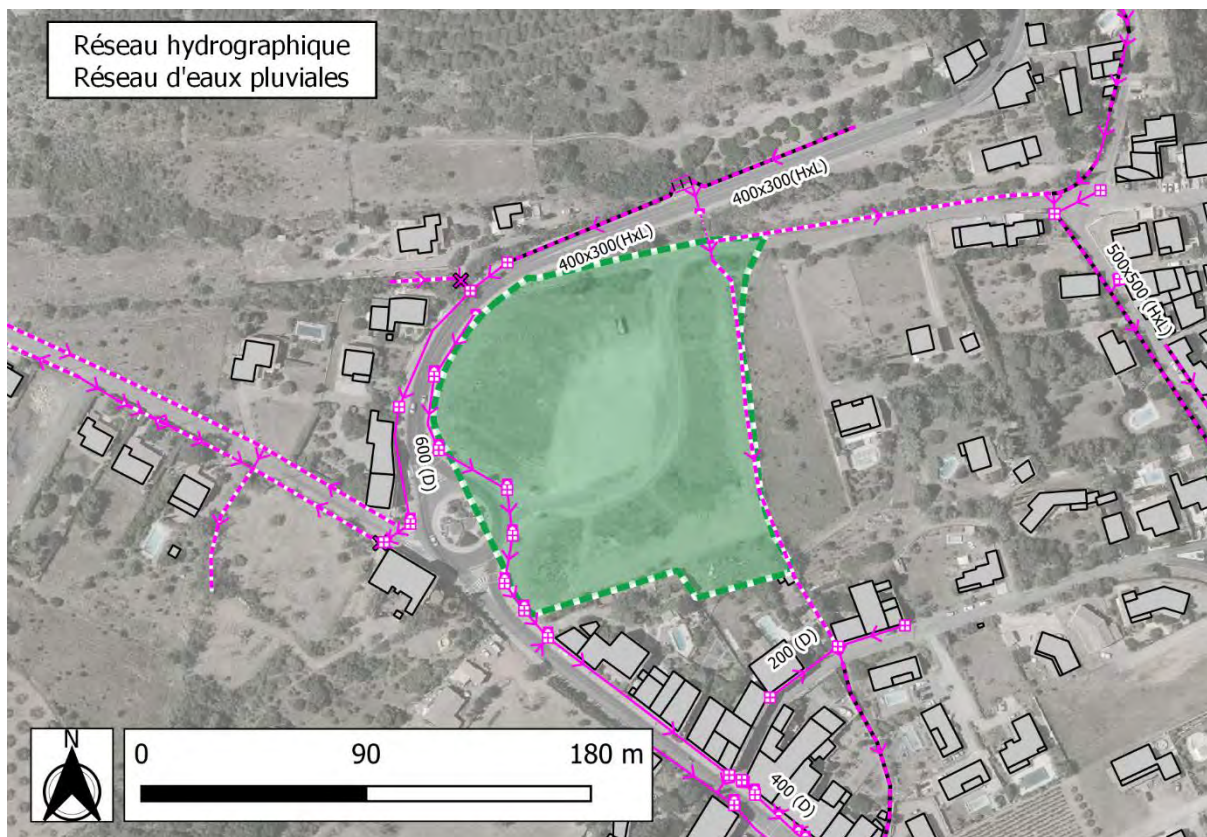 Réseau hydrographique
Réseau d'eaux pluviales
400x300(HxL)
400x300(HxL)
500x500 (HxL)
600 (D)
200 (D)
400 (D)
N
0 90 180 m